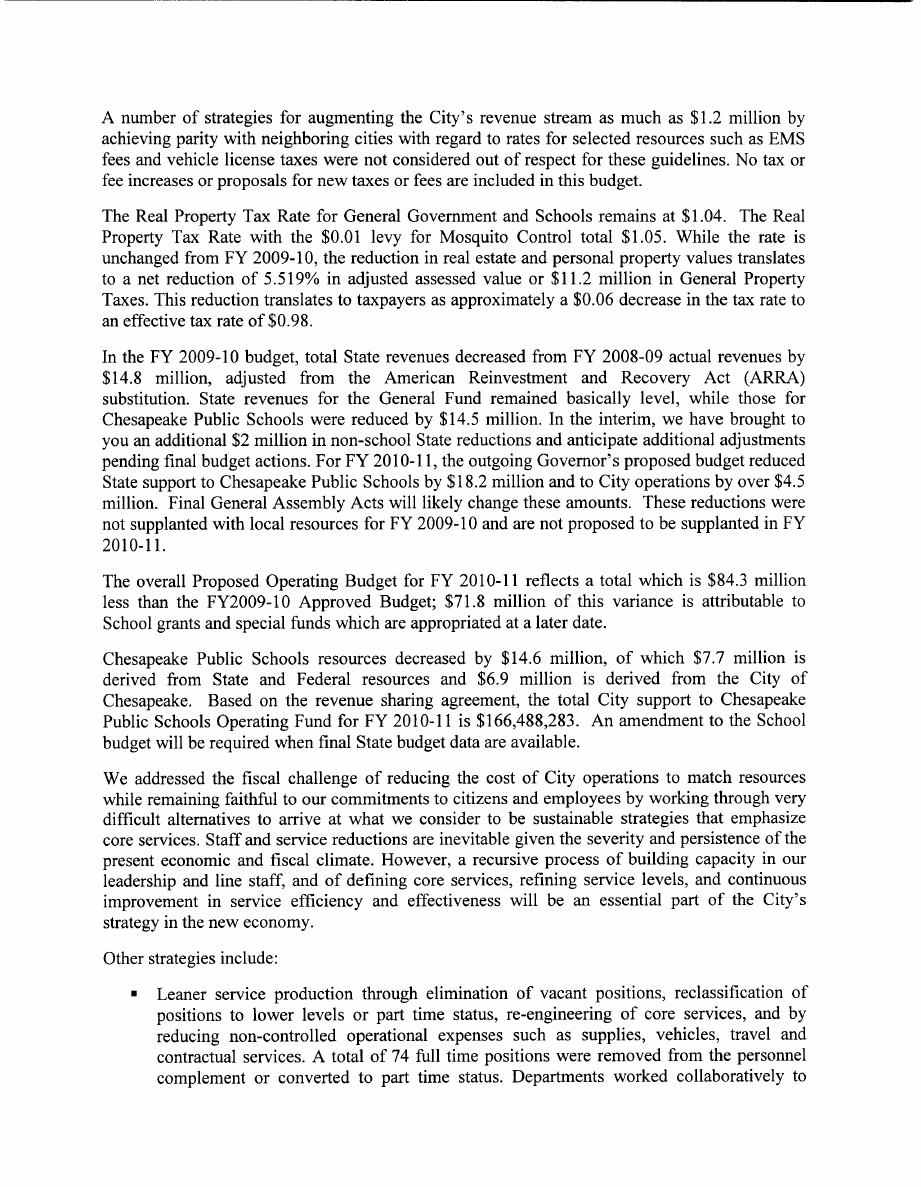 A number of strategies for augmenting the City's revenue stream as much as $1.2 million by
achieving parity with neighboring cities with regard to rates for selected resources such as EMS
fees and vehicle license taxes were not considered out of respect for these guidelines. No tax or
fee increases or proposals for new taxes or fees are included in this budget.
The Real Property Tax Rate for General Government and Schools remains at $1.04. The Real
Property Tax Rate with the $0.01 levy for Mosquito Control total $1.05. While the rate is
unchanged from FY 2009-10, the reduction in real estate and personal property values translates
to a net reduction of 5.519% in adjusted assessed value or $11.2 million in General Property
Taxes. This reduction translates to taxpayers as approximately a $0.06 decrease in the tax rate to
an effective tax rate of $0.98.
In the FY 2009-10 budget, total State revenues decreased from FY 2008-09 actual revenues by
$14.8 million, adjusted from the American Reinvestment and Recovery Act (ARRA)
substitution. State revenues for the General Fund remained basically level, while those for
Chesapeake Public Schools were reduced by $14.5 million. In the interim, we have brought to
you an additional $2 million in non-school State reductions and anticipate additional adjustments
pending final budget actions. For FY 2010-11, the outgoing Governor's proposed budget reduced
State support to Chesapeake Public Schools by $18.2 million and to City operations by over $4.5
million. Final General Assembly Acts will likely change these amounts. These reductions were
not supplanted with local resources for FY 2009-10 and are not proposed to be supplanted in FY
2010-11.
The overall Proposed Operating Budget for FY 2010-11 reflects a total which is $84.3 million
less than the FY2009-10 Approved Budget; $71.8 million of this variance is attributable to
School grants and special funds which are appropriated at a later date.
Chesapeake Public Schools resources decreased by $14.6 million, of which $7.7 million is
derived from State and Federal resources and $6.9 million is derived from the City of
Chesapeake. Based on the revenue sharing agreement, the total City support to Chesapeake
Public Schools Operating Fund for FY 2010-11 is $166,488,283. An amendment to the School
budget will be required when final State budget data are available.
We addressed the fiscal challenge of reducing the cost of City operations to match resources
while remaining faithful to our commitments to citizens and employees by working through very
difficult alternatives to arrive at what we consider to be sustainable strategies that emphasize
core services. Staff and service reductions are inevitable given the severity and persistence of the
present economic and fiscal climate. However, a recursive process of building capacity in our
leadership and line staff, and of defining core services, refining service levels, and continuous
improvement in service efficiency and effectiveness will be an essential part of the City's
strategy in the new economy.
Other strategies include:
▪ Leaner service production through elimination of vacant positions, reclassification of
positions to lower levels or part time status, re-engineering of core services, and by
reducing non-controlled operational expenses such as supplies, vehicles, travel and
contractual services. A total of 74 full time positions were removed from the personnel
complement or converted to part time status. Departments worked collaboratively to